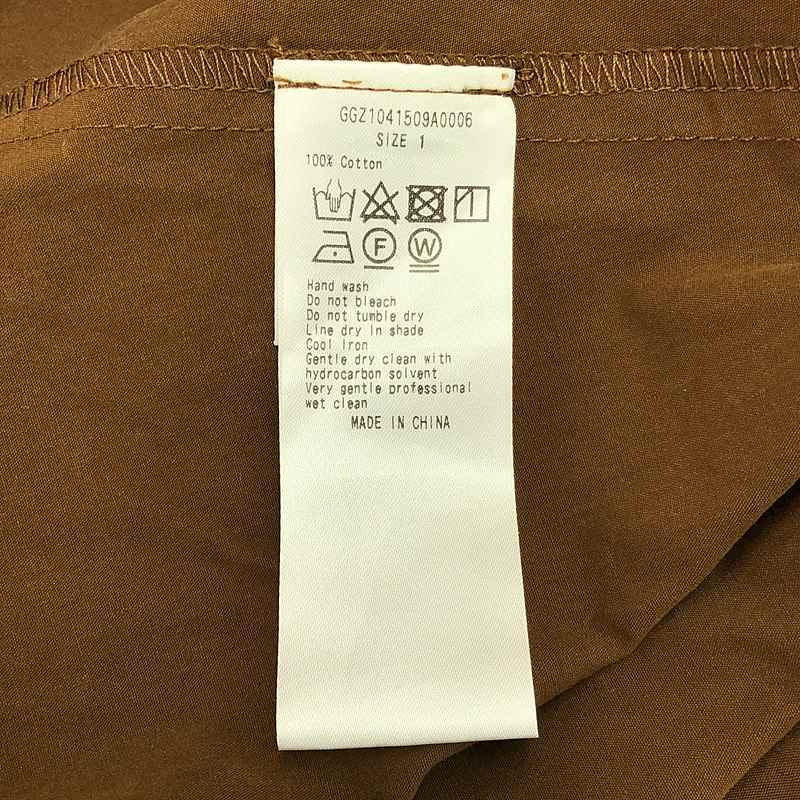 GGZ1041509A0006
SIZE 1
100% Cotton
F W
Hand wash
Do not bleach
Do not tumble dry
Line dry in shade
Cool Iron
Gentle dry clean with
hydrocarbon solvent
Very gentle professional
wet clean
MADE IN CHINA